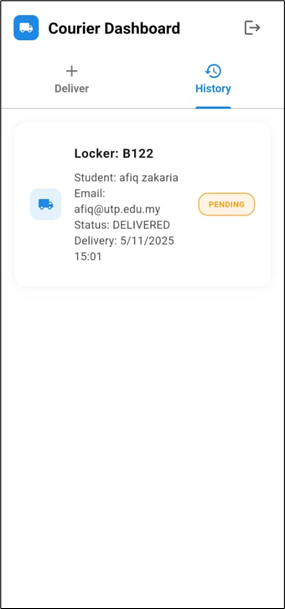 Courier Dashboard
Deliver
History
Locker: B122
Student: afiq zakaria
Email:
afiq@utp.edu.my
Status: DELIVERED
Delivery: 5/11/2025
15:01
PENDING